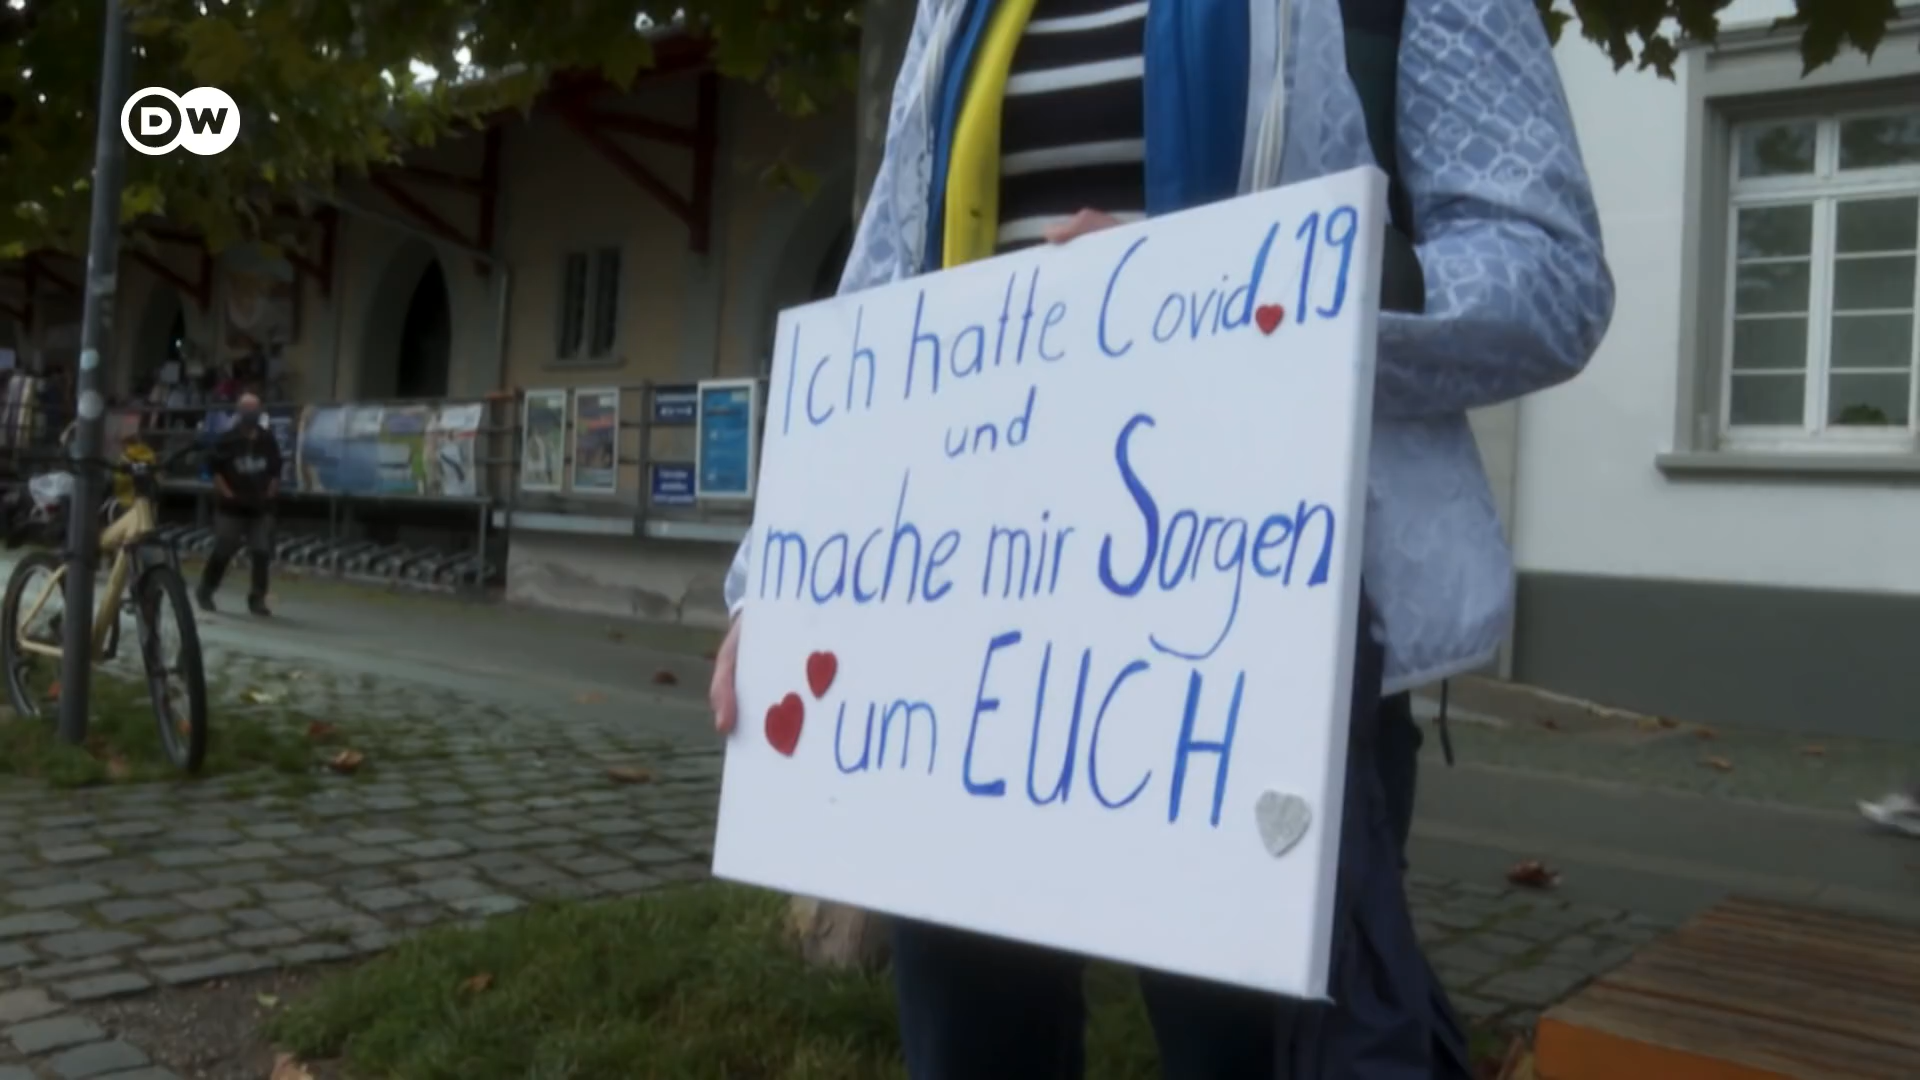 DW
Ich hatte Covid 19
und
mache mir Sorgen
um EUCH